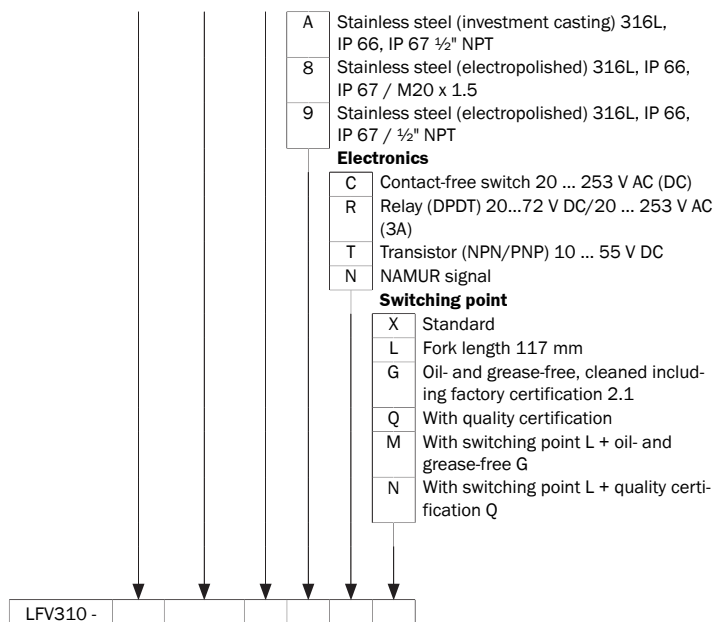 A Stainless steel (investment casting) 316L,
IP 66, IP 67 ½" NPT
8 Stainless steel (electropolished) 316L, IP 66,
IP 67 / M20 x 1.5
9 Stainless steel (electropolished) 316L, IP 66,
IP 67 / ½" NPT
Electronics
C Contact-free switch 20 ... 253 V AC (DC)
R Relay (DPDT) 20...72 V DC/20 ... 253 V AC
(3A)
T Transistor (NPN/PNP) 10 ... 55 V DC
N NAMUR signal
Switching point
X Standard
L Fork length 117 mm
G Oil- and grease-free, cleaned includ-
ing factory certification 2.1
Q With quality certification
M With switching point L + oil- and
grease-free G
N With switching point L + quality certi-
fication Q
LFV310 -